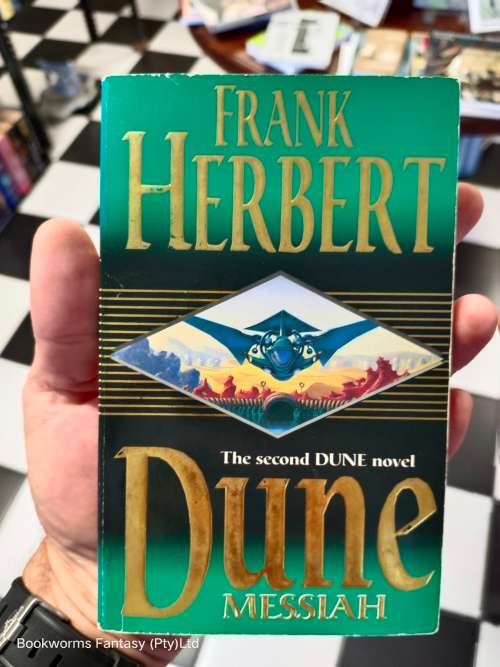 FRANK
HERBERT
The second DUNE novel
Dune
MESSIAH
Bookworms Fantasy (Pty)Ltd